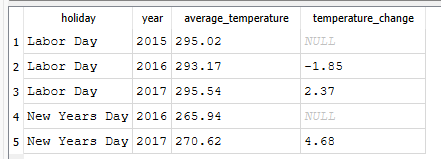 holiday year average_temperature temperature_change
1 Labor Day 2015 295.02 NULL
2 Labor Day 2016 293.17 -1.85
3 Labor Day 2017 295.54 2.37
4 New Years Day 2016 265.94 NULL
5 New Years Day 2017 270.62 4.68